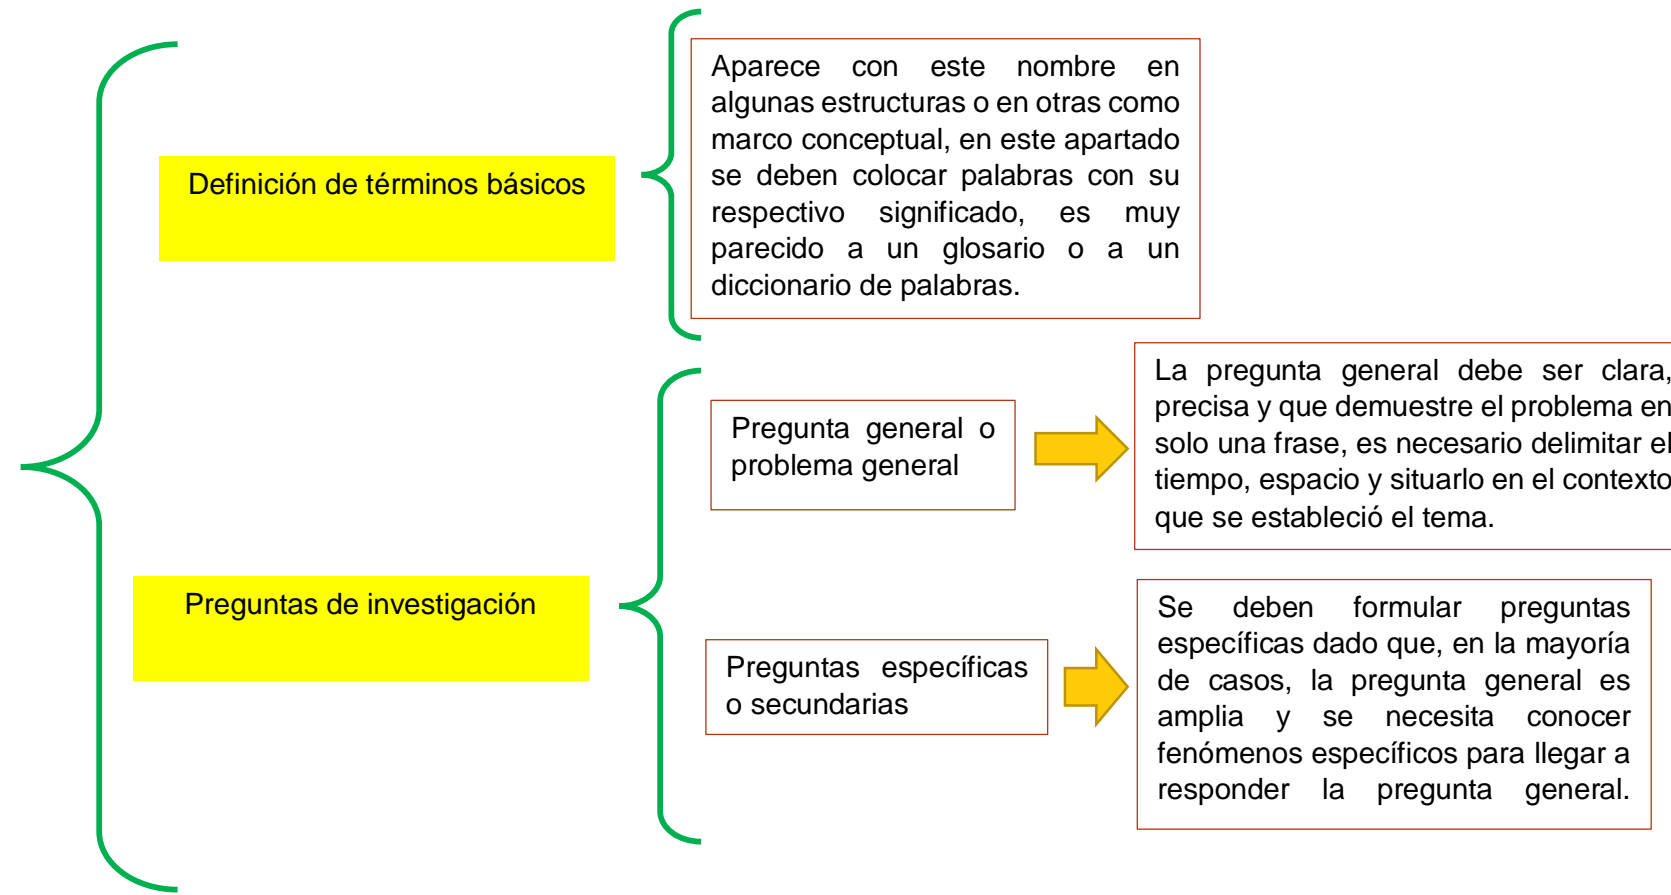 Definición de términos básicos
Aparece con este nombre en
algunas estructuras o en otras como
marco conceptual, en este apartado
se deben colocar palabras con su
respectivo significado, es muy
parecido a un glosario o a un
diccionario de palabras.
Preguntas de investigación
Pregunta general o
problema general
La pregunta general debe ser clara,
precisa y que demuestre el problema en
solo una frase, es necesario delimitar el
tiempo, espacio y situarlo en el contexto
que se estableció el tema.
Preguntas específicas
o secundarias
Se deben formular preguntas
específicas dado que, en la mayoría
de casos, la pregunta general es
amplia y se necesita conocer
fenómenos específicos para llegar a
responder la pregunta general.